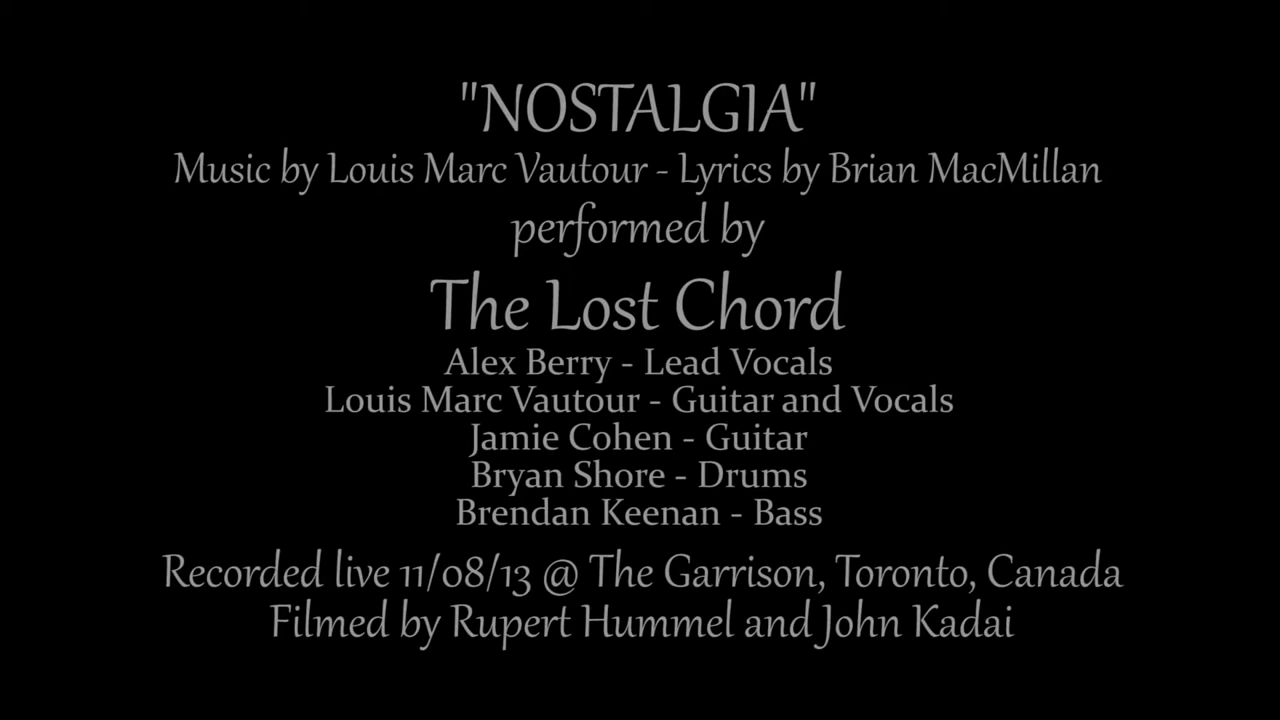 "NOSTALGIA"
Music by Louis Marc Vautour - Lyrics by Brian MacMillan
performed by
The Lost Chord
Alex Berry - Lead Vocals
Louis Marc Vautour - Guitar and Vocals
Jamie Cohen - Guitar
Bryan Shore - Drums
Brendan Keenan - Bass
Recorded live 11/08/13 @ The Garrison, Toronto, Canada
Filmed by Rupert Hummel and John Kadai